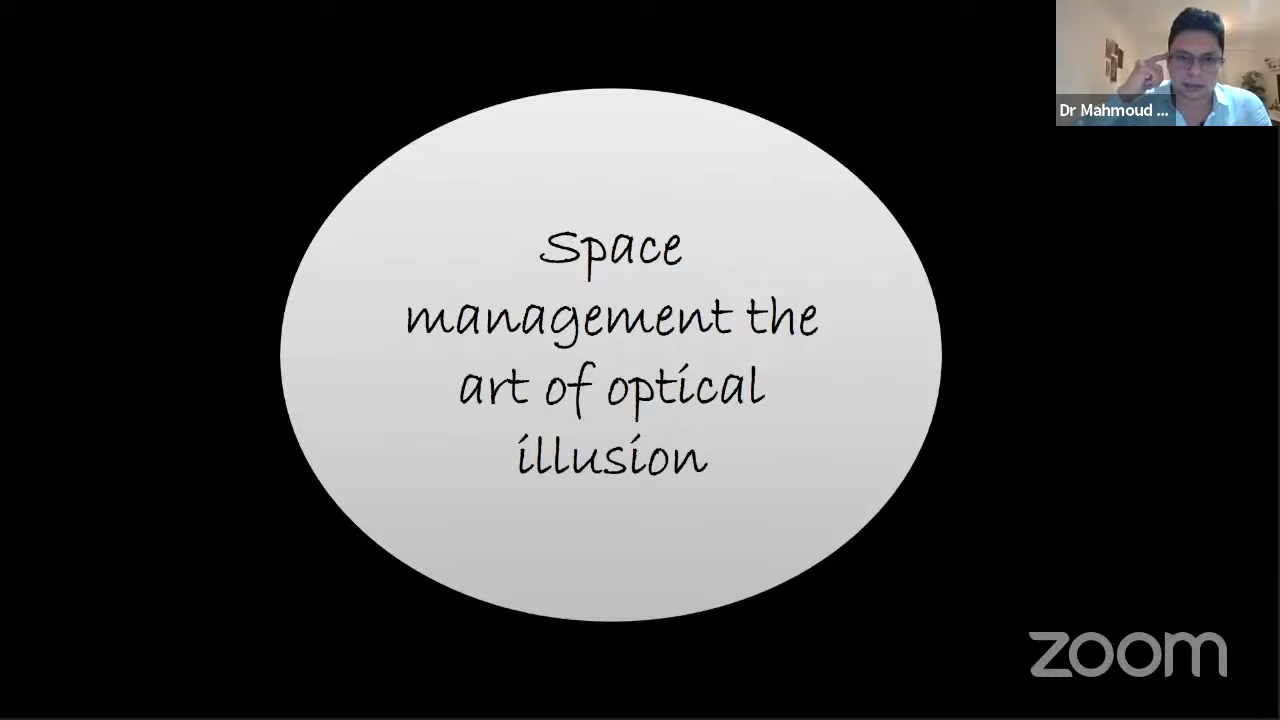 Dr Mahmoud ...
Space
management the
art of optical
illusion
zoom